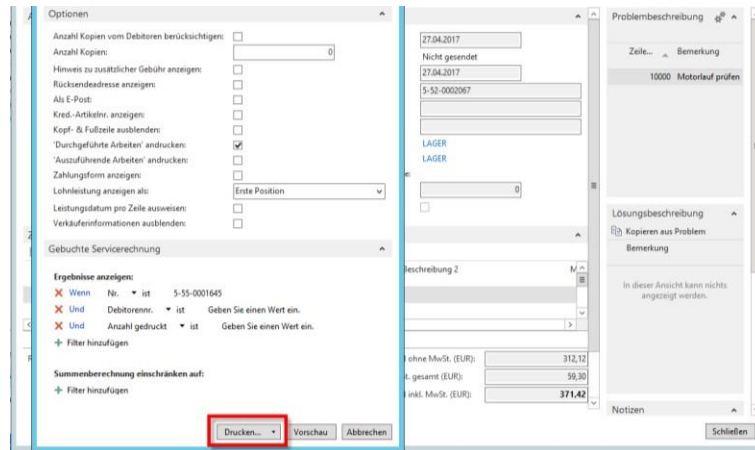 Optionen
Anzahl Kopien vom Debitoren berücksichtigen:
Anzahl Kopien: 0
Hinweis zu zusätzlicher Gebühr anzeigen:
Rücksendeadresse anzeigen:
Als E-Post:
Kred.-Artikelnr. anzeigen:
Kopf- & Fußzeile ausblenden:
'Durchgeführte Arbeiten' andrucken:
'Auszuführende Arbeiten' andrucken:
Zahlungsform anzeigen:
Lohnleistung anzeigen als: Erste Position
Leistungsdatum pro Zeile ausweisen:
Verkäuferinformationen ausblenden:
Gebuchte Servicerechnung
Ergebnisse anzeigen:
Wenn Nr. ist 5-55-0001645
Und Debitorennr. ist Geben Sie einen Wert ein.
Und Anzahl gedruckt ist Geben Sie einen Wert ein.
Filter hinzufügen
Summenberechnung einschränken auf:
Filter hinzufügen
Drucken... Vorschau Abbrechen
27.04.2017
Nicht gesendet
27.04.2017
5-52-0002067
LAGER
LAGER
0
eschreibung 2
ohne MwSt. (EUR): 312,12
t. gesamt (EUR): 59,30
inkl. MwSt. (EUR): 371,42
Problembeschreibung
Zeile... Bemerkung
10000 Motorlauf prüfen
Lösungsbeschreibung
Kopieren aus Problem
Bemerkung
In dieser Ansicht kann nichts
angezeigt werden.
Notizen
Schließen